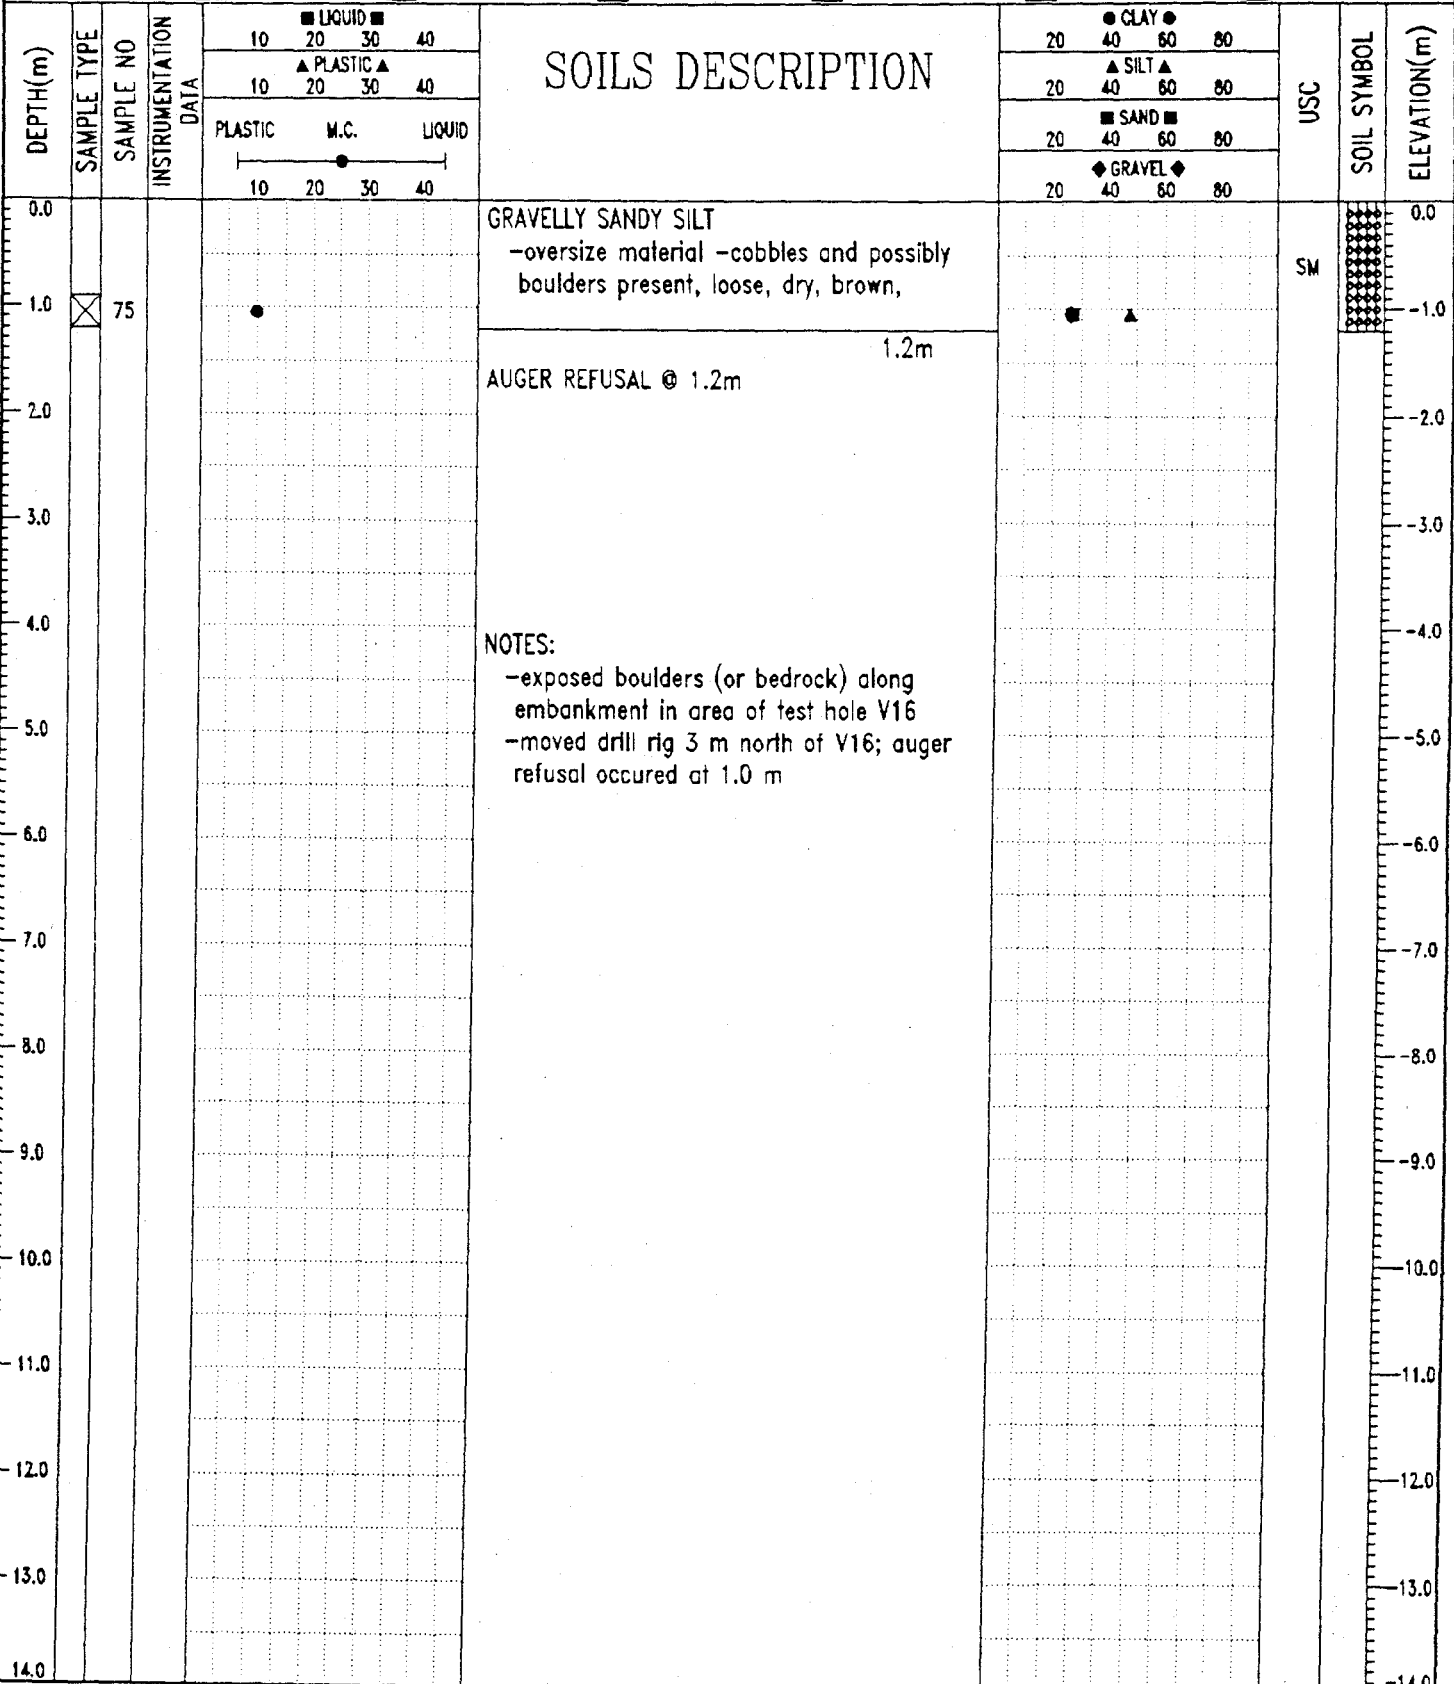 DEPTH(m)
SAMPLE TYPE
SAMPLE NO
INSTRUMENTATION
DATA
■ LIQUID ■
10 20 30 40
▲ PLASTIC ▲
10 20 30 40
PLASTIC M.C. LIQUID
10 20 30 40
SOILS DESCRIPTION
● CLAY ●
20 40 60 80
▲ SILT ▲
20 40 60 80
■ SAND ■
20 40 60 80
◆ GRAVEL ◆
20 40 60 80
USC
SOIL SYMBOL
ELEVATION(m)
0.0
1.0
2.0
3.0
4.0
5.0
6.0
7.0
8.0
9.0
10.0
11.0
12.0
13.0
14.0
75
GRAVELLY SANDY SILT
-oversize material -cobbles and possibly
boulders present, loose, dry, brown,
1.2m
AUGER REFUSAL @ 1.2m
NOTES:
-exposed boulders (or bedrock) along
embankment in area of test hole V16
-moved drill rig 3 m north of V16; auger
refusal occured at 1.0 m
SM
0.0
-1.0
-2.0
-3.0
-4.0
-5.0
-6.0
-7.0
-8.0
-9.0
-10.0
-11.0
-12.0
-13.0
-14.0